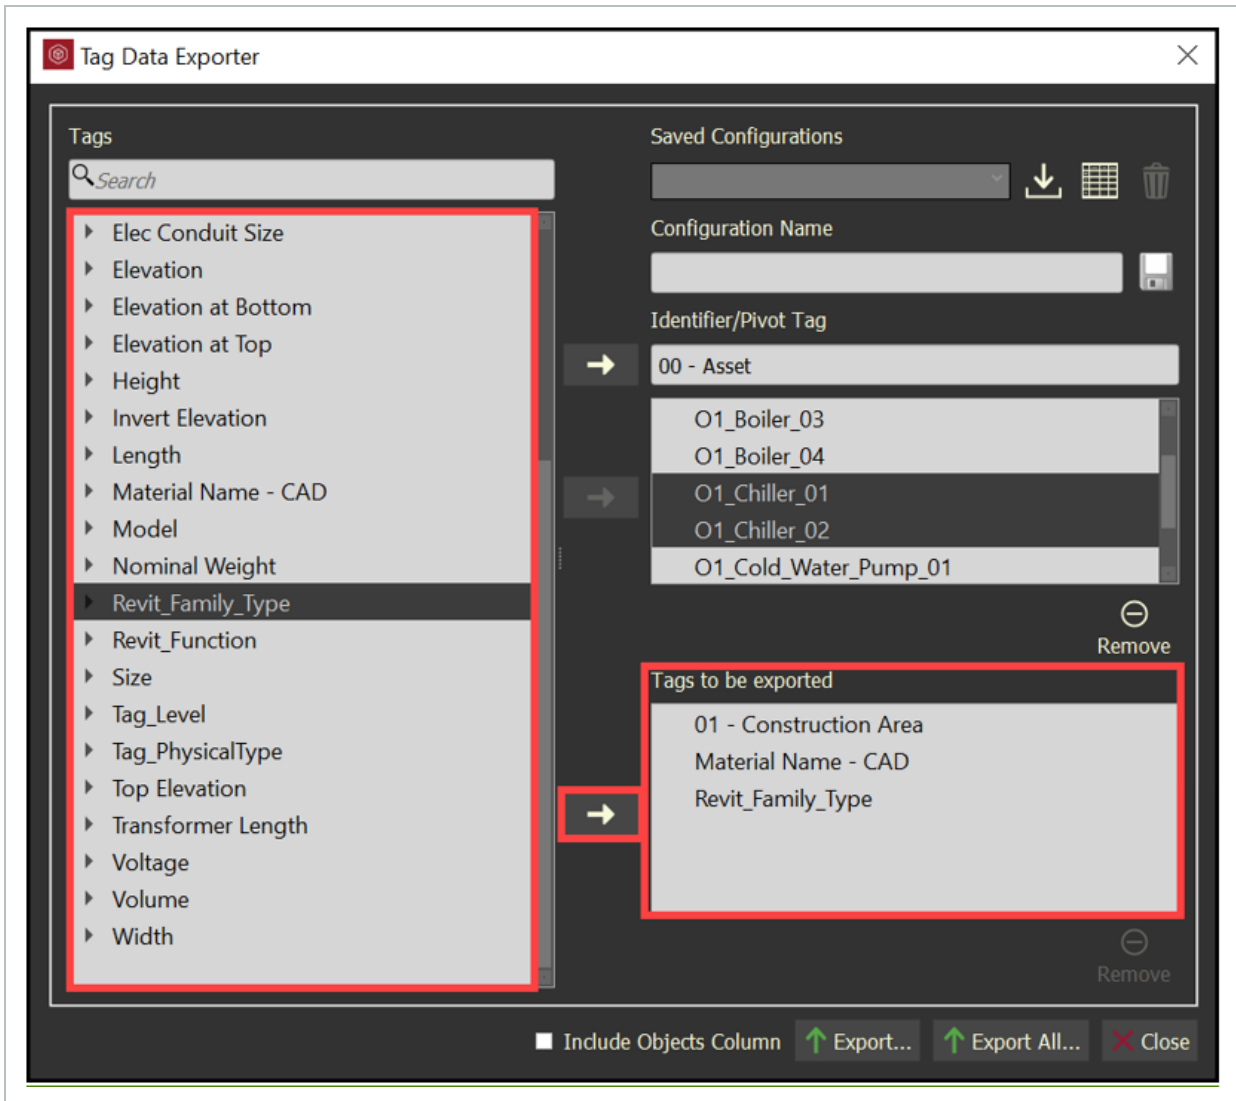 Tag Data Exporter
Tags
Search
Elec Conduit Size
Elevation
Elevation at Bottom
Elevation at Top
Height
Invert Elevation
Length
Material Name - CAD
Model
Nominal Weight
Revit_Family_Type
Revit_Function
Size
Tag_Level
Tag_PhysicalType
Top Elevation
Transformer Length
Voltage
Volume
Width
Saved Configurations
Configuration Name
Identifier/Pivot Tag
00 - Asset
O1_Boiler_03
O1_Boiler_04
O1_Chiller_01
O1_Chiller_02
O1_Cold_Water_Pump_01
Remove
Tags to be exported
01 - Construction Area
Material Name - CAD
Revit_Family_Type
Remove
Include Objects Column
Export...
Export All...
Close